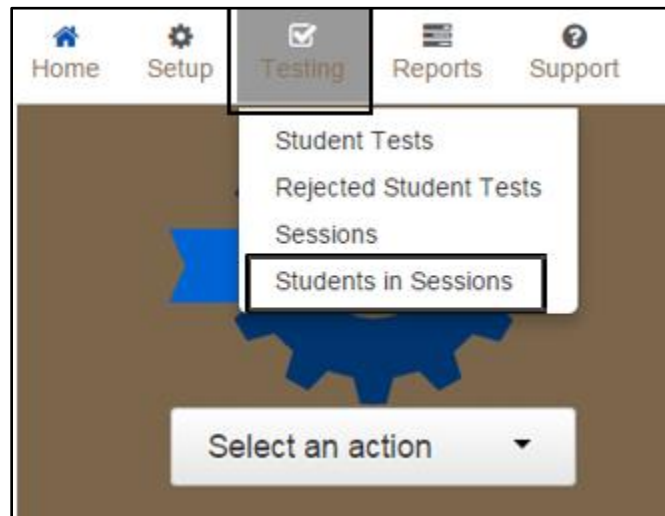 Home Setup Testing Reports Support
Student Tests
Rejected Student Tests
Sessions
Students in Sessions
Select an action